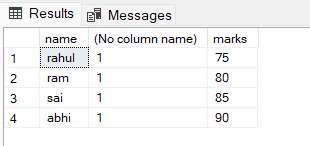 Results Messages
name (No column name) marks
1 rahul 1 75
2 ram 1 80
3 sai 1 85
4 abhi 1 90